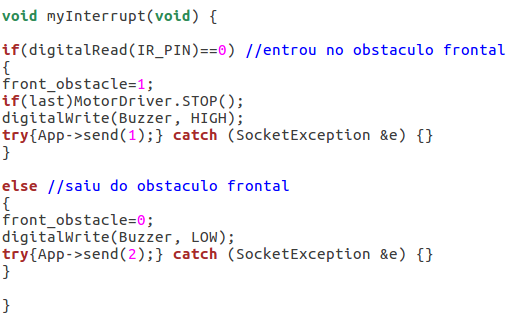 void myInterrupt(void) {
if(digitalRead(IR_PIN)==0) //entrou no obstaculo frontal
{
front_obstacle=1;
if(last)MotorDriver.STOP();
digitalWrite(Buzzer, HIGH);
try{App->send(1);} catch (SocketException &e) {}
}
else //saiu do obstaculo frontal
{
front_obstacle=0;
digitalWrite(Buzzer, LOW);
try{App->send(2);} catch (SocketException &e) {}
}
}